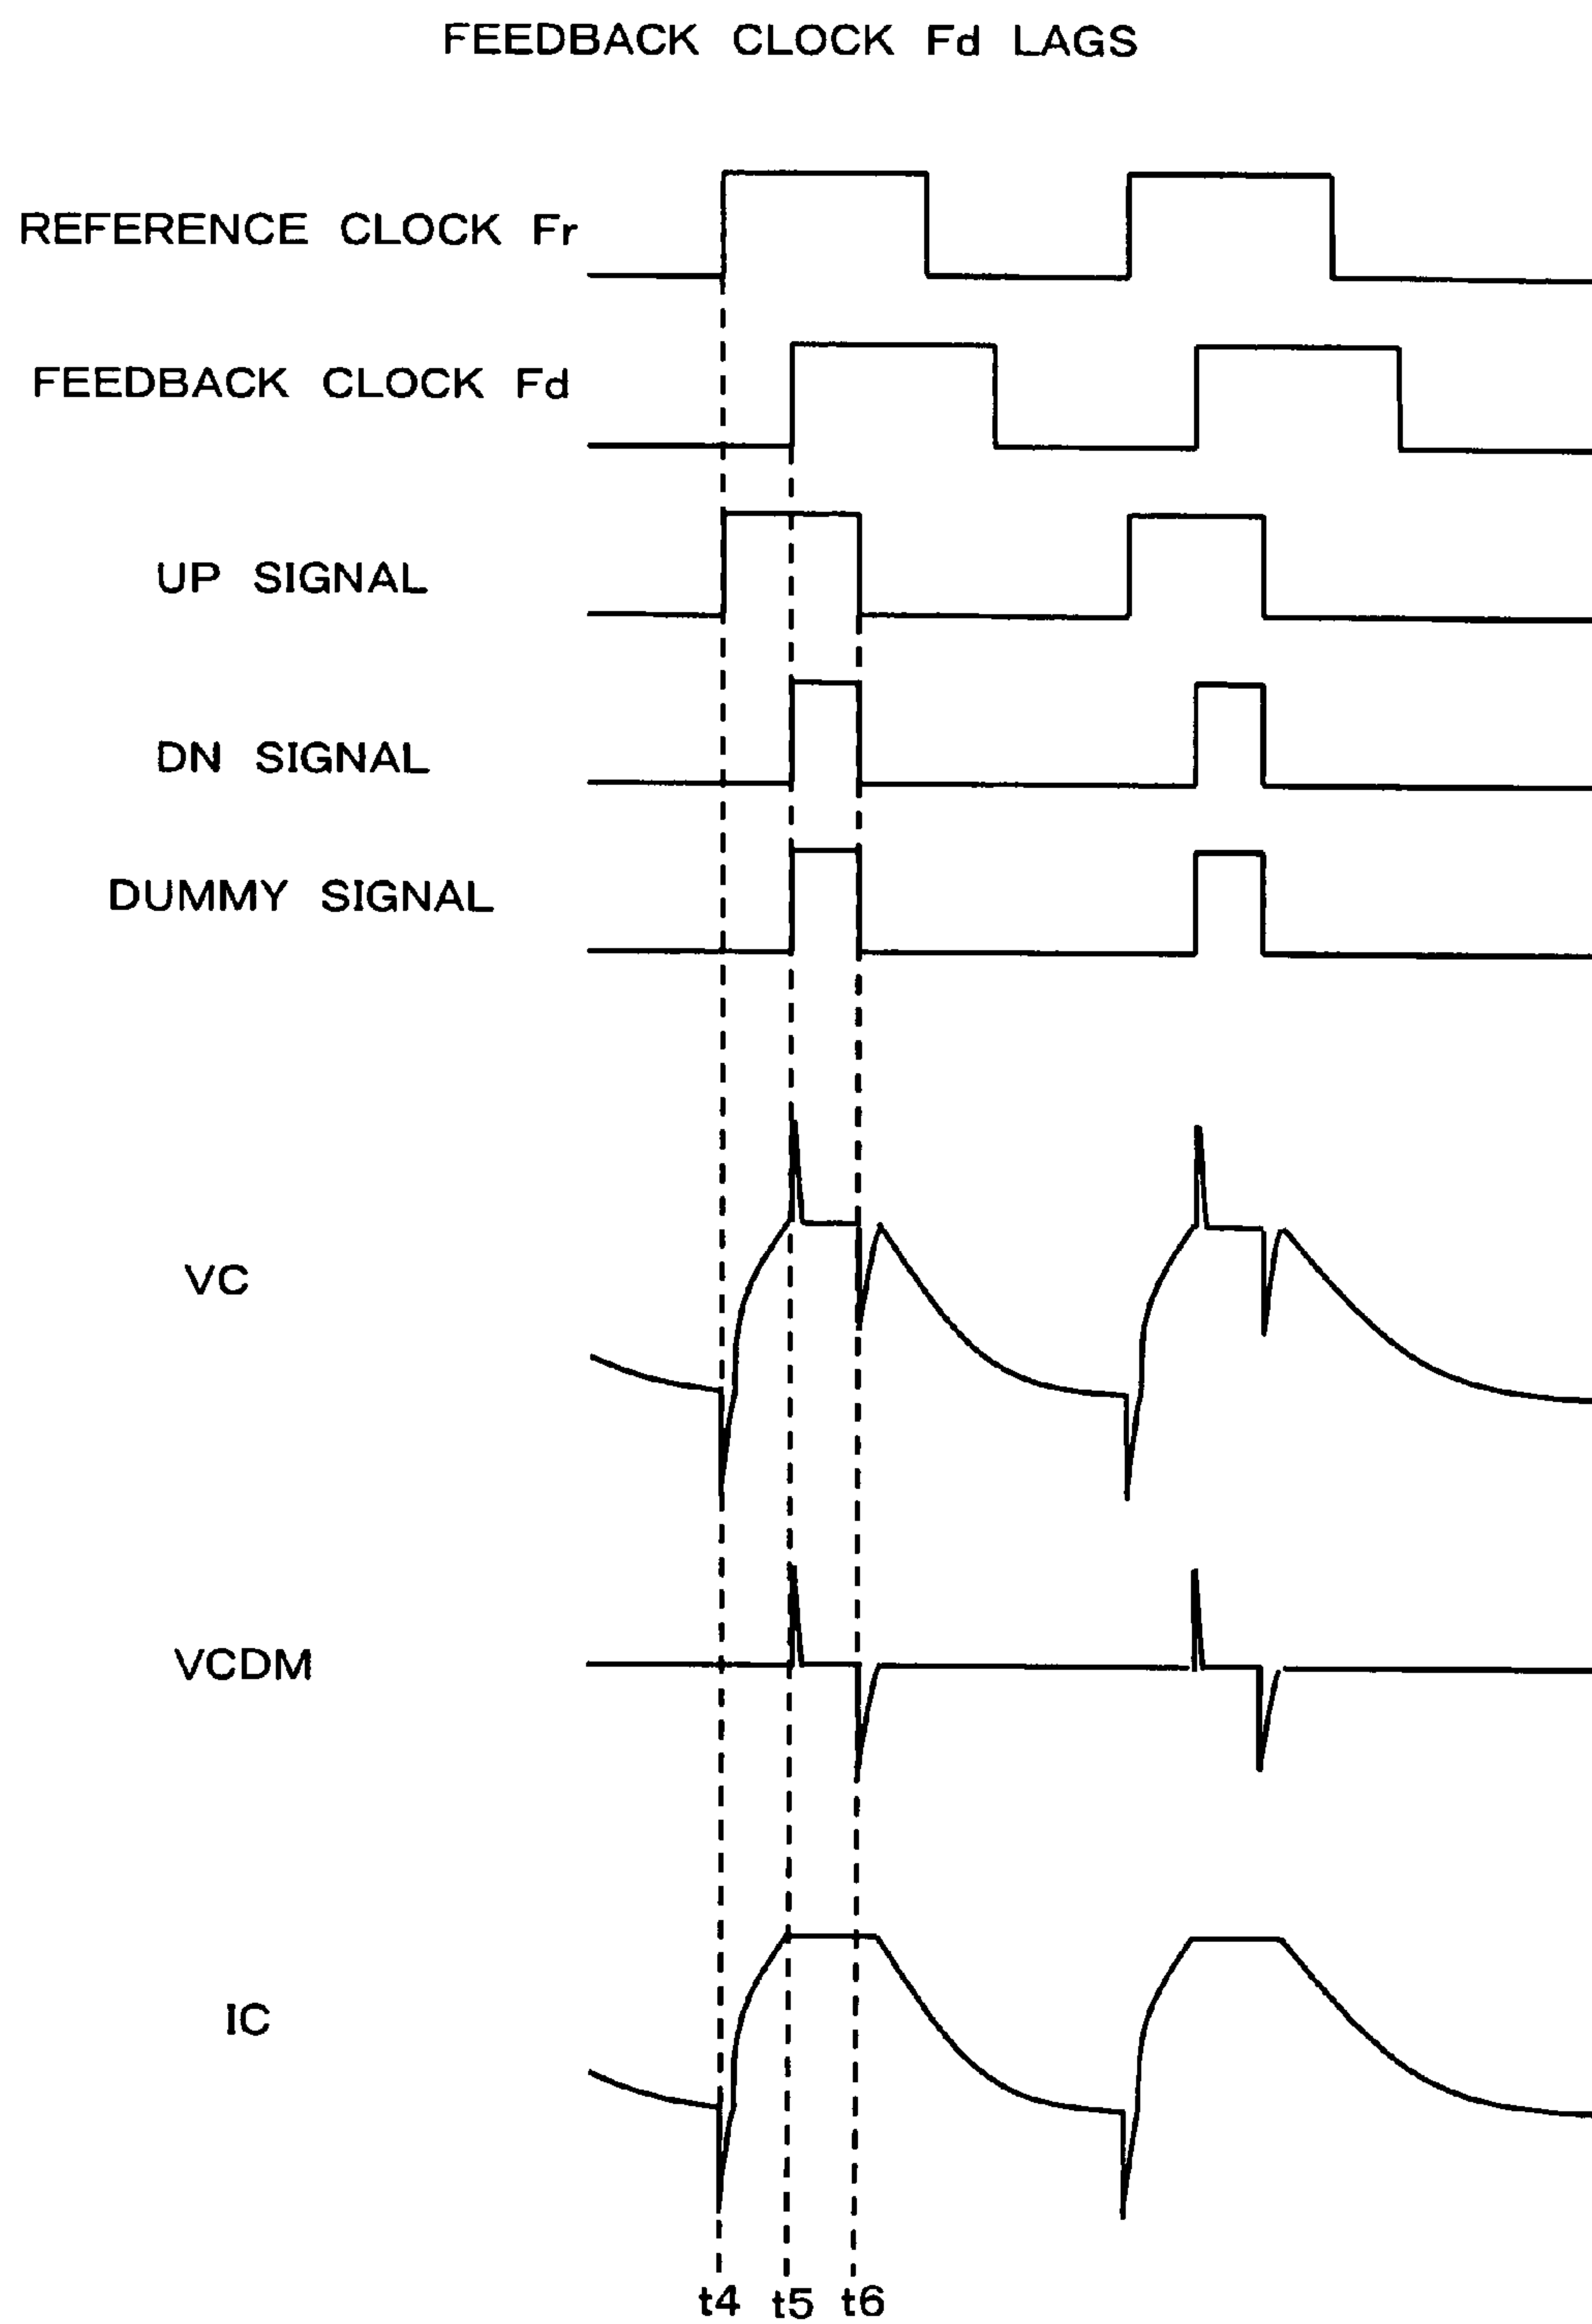 FEEDBACK CLOCK Fd LAGS
REFERENCE CLOCK Fr
FEEDBACK CLOCK Fd
UP SIGNAL
DN SIGNAL
DUMMY SIGNAL
VC
VCDM
IC
t4 t5 t6